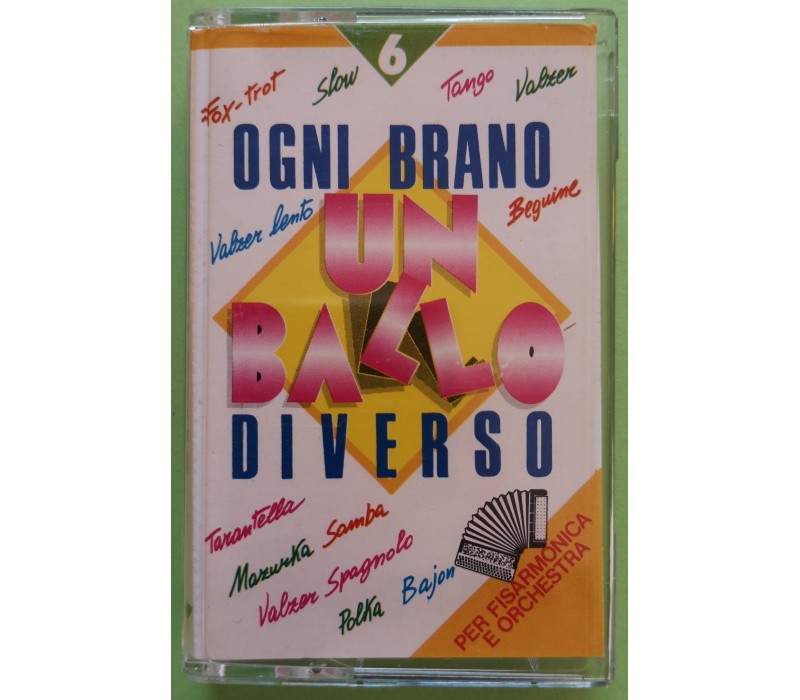 6
Fox-trot
Slow
Tango
Valzer
OGNI BRANO
Valzer lento
UN
Beguine
BALLO
DIVERSO
Tarantella
Samba
Mazurka
Valzer Spagnolo
Polka
Bajon
PER FISARMONICA
E ORCHESTRA